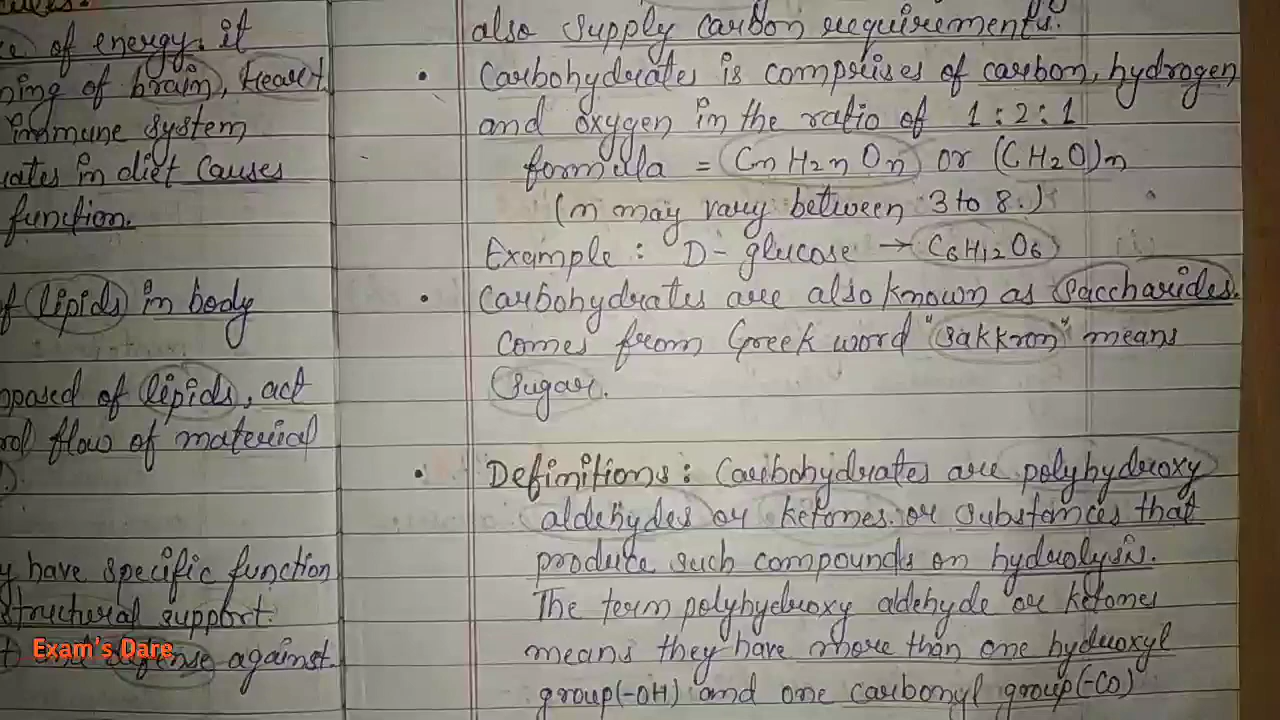 of energy. it
ning of brain, Heart
immune system
rates in diet causes
function.
of lipids in body
pposed of lipids, act
rol flow of material
y have specific function
structural support.
defense against
Exam's Dare
also supply carbon requirements.
• Carbohydrates is comprises of carbon, hydrogen
and oxygen in the ratio of 1 : 2 : 1
formula = CnH2nOn or (CH2O)n
(n may vary between 3 to 8.)
Example : D-glucose → C6H12O6
• Carbohydrates are also known as Saccharides.
comes from Greek word "Sakkron" means
Sugar.
• Definitions : Carbohydrates are polyhydroxy
aldehydes or ketones. or substances that
produce such compounds on hydrolysis.
The term polyhydroxy aldehyde or ketones
means they have more than one hydroxyl
group(-OH) and one carbonyl group(-CO)